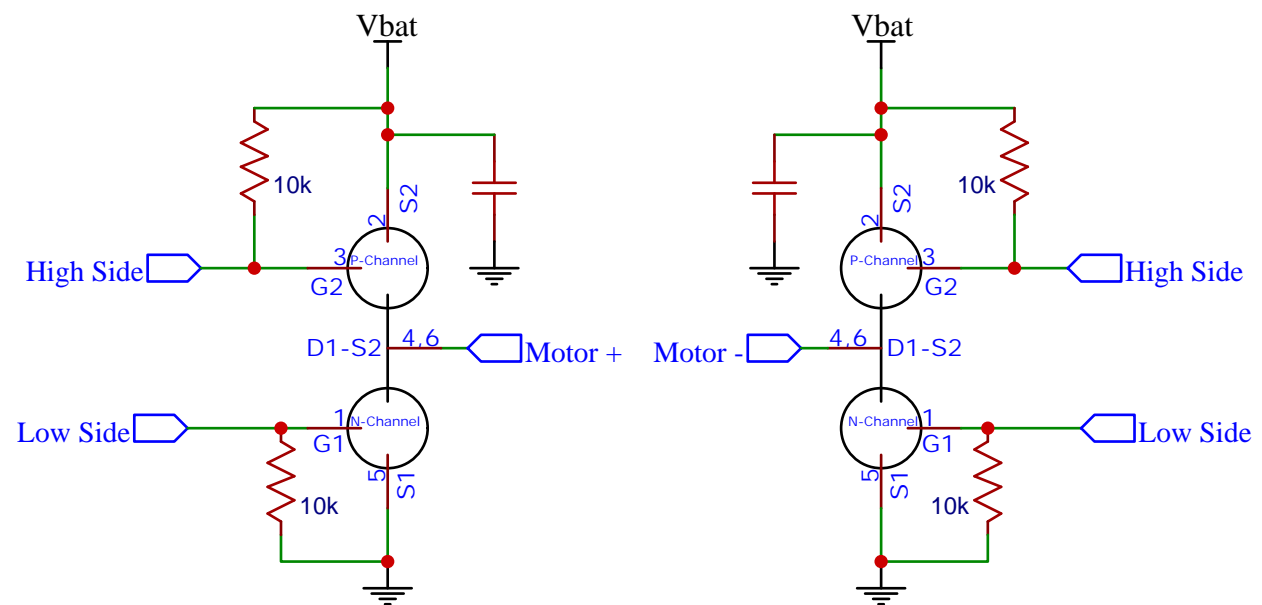 Vbat
Vbat
S2
S2
10k
10k
2
2
3
P-Channel
P-Channel
3
High Side
G2
G2
High Side
D1-S2
4,6
Motor +
Motor -
4,6
D1-S2
1
N-Channel
N-Channel
1
Low Side
G1
G1
Low Side
5
S1
5
S1
10k
10k